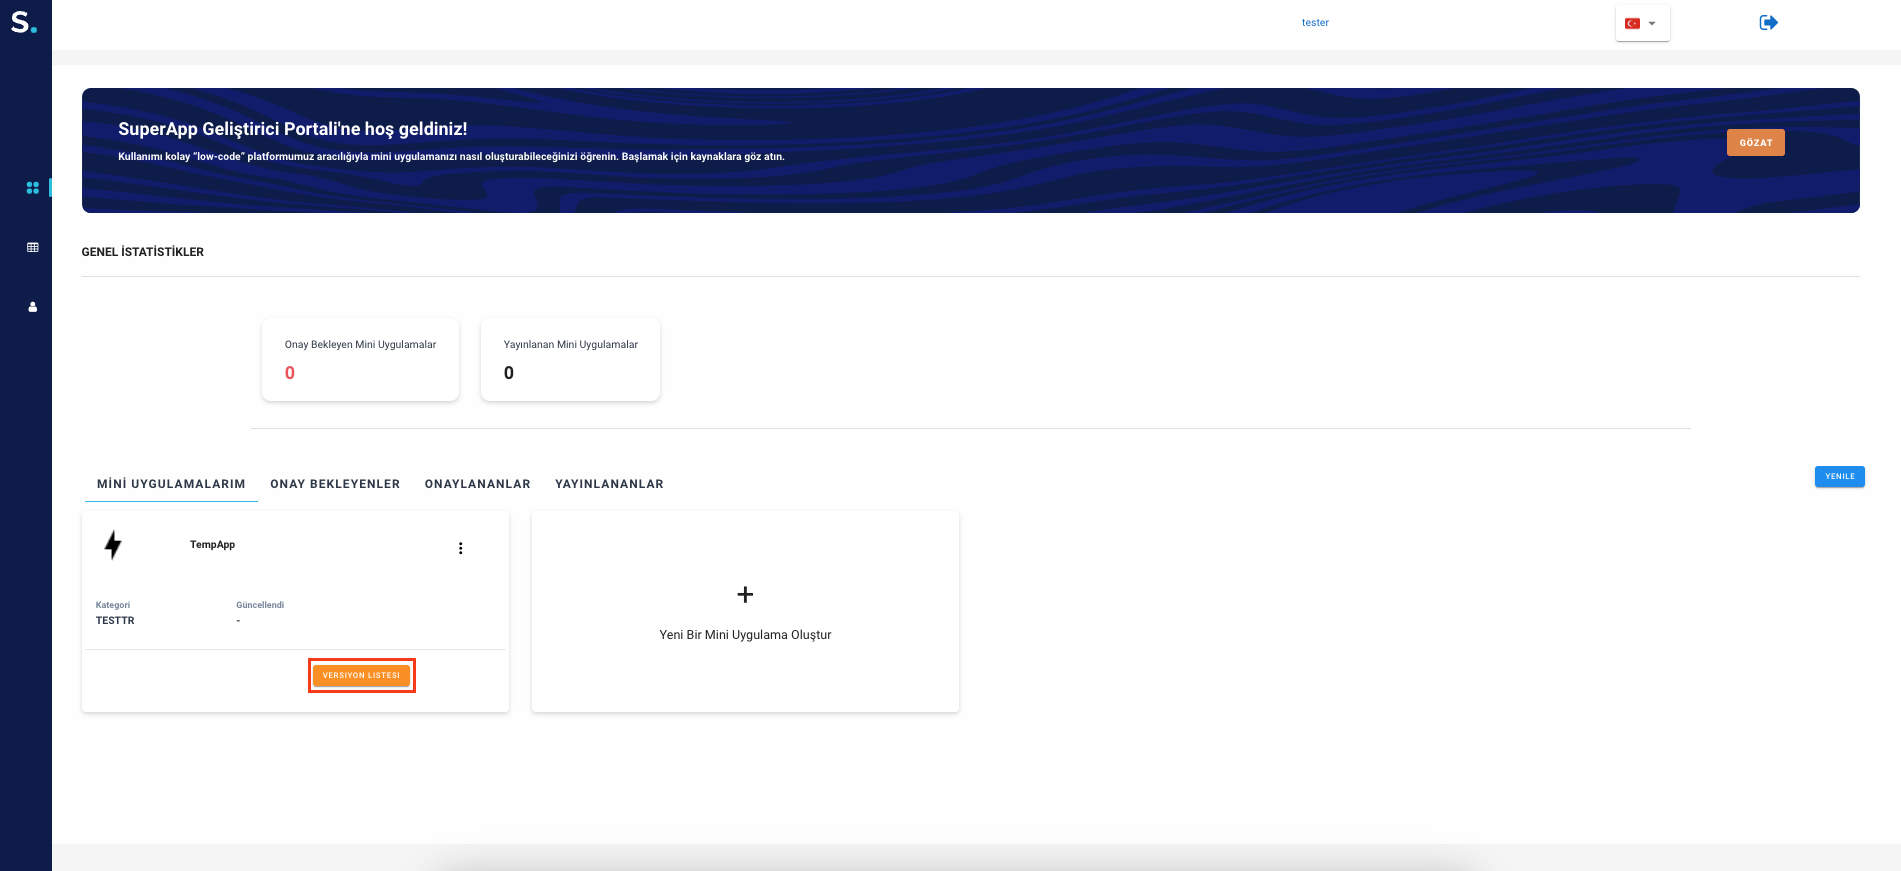 S.
tester
SuperApp Geliştirici Portali'ne hoş geldiniz!
Kullanımı kolay “low-code” platformumuz aracılığıyla mini uygulamanızı nasıl oluşturabileceğinizi öğrenin. Başlamak için kaynaklara göz atın.
GÖZAT
GENEL İSTATİSTİKLER
Onay Bekleyen Mini Uygulamalar
0
Yayınlanan Mini Uygulamalar
0
MİNİ UYGULAMALARIM ONAY BEKLEYENLER ONAYLANANLAR YAYINLANANLAR
YENILE
TempApp
Kategori Güncellendi
TESTTR -
VERSIYON LISTESI
+
Yeni Bir Mini Uygulama Oluştur